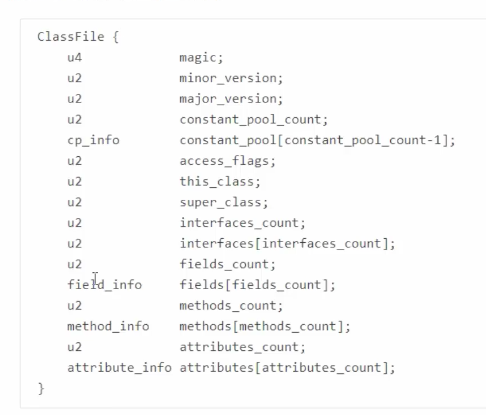 ClassFile {
    u4             magic;
    u2             minor_version;
    u2             major_version;
    u2             constant_pool_count;
    cp_info        constant_pool[constant_pool_count-1];
    u2             access_flags;
    u2             this_class;
    u2             super_class;
    u2             interfaces_count;
    u2             interfaces[interfaces_count];
    u2             fields_count;
    field_info     fields[fields_count];
    u2             methods_count;
    method_info    methods[methods_count];
    u2             attributes_count;
    attribute_info attributes[attributes_count];
}